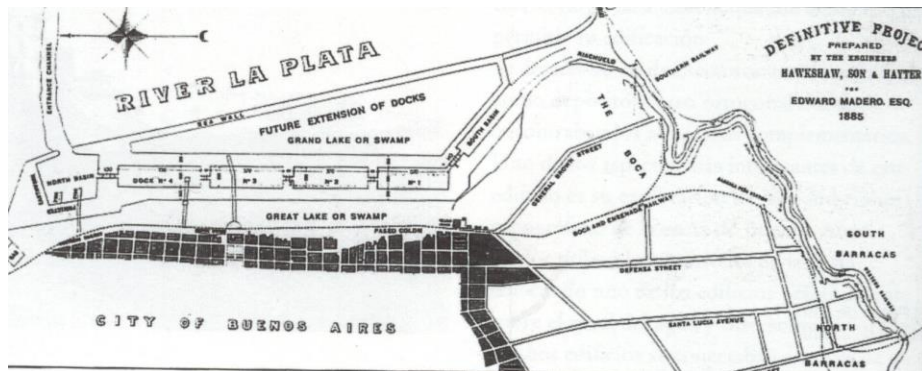 DEFINITIVE PROJECT
PREPARED
BY THE ENGINEERS
HAWKSHAW, SON & HAYTER
FOR
EDWARD MADERO. ESQ.
1885
RIVER LA PLATA
ENTRANCE CHANNEL
SEA WALL
FUTURE EXTENSION OF DOCKS
GRAND LAKE OR SWAMP
NORTH BASIN
DOCK Nº 4
Nº 3
Nº 2
Nº 1
SOUTH BASIN
GREAT LAKE OR SWAMP
PASEO COLON
RIACHUELO
SOUTHERN RAILWAY
THE BOCA
GENERAL BROWN STREET
BOCA AND ENSENADA RAILWAY
DEFENSA STREET
SANTA LUCIA AVENUE
SOUTH
BARRACAS
NORTH
BARRACAS
CITY OF BUENOS AIRES